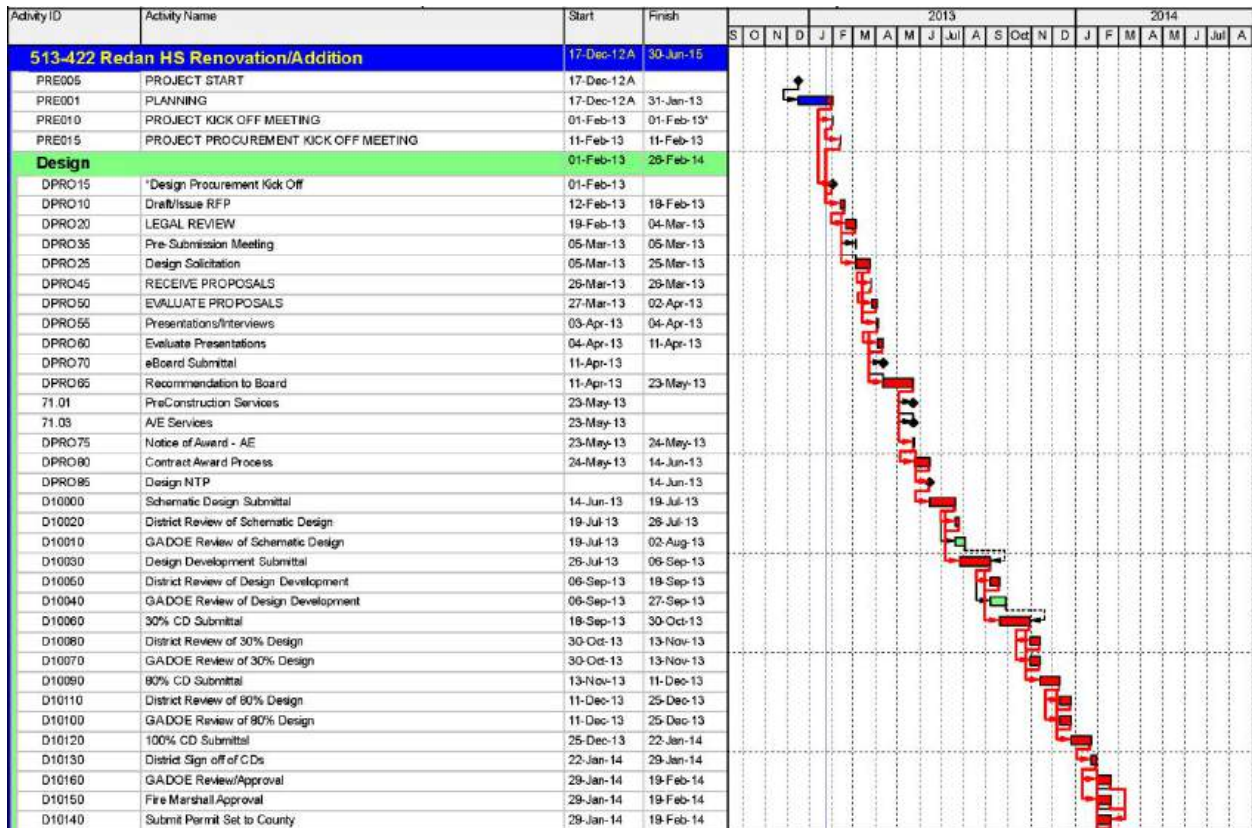 Activity ID Activity Name Start Finish 2013 2014
S O N D J F M A M J Jul A S Oct N D J F M A M J Jul A
513-422 Redan HS Renovation/Addition 17-Dec-12A 30-Jun-15
PRE005 PROJECT START 17-Dec-12A
PRE001 PLANNING 17-Dec-12A 31-Jan-13
PRE010 PROJECT KICK OFF MEETING 01-Feb-13 01-Feb-13*
PRE015 PROJECT PROCUREMENT KICK OFF MEETING 11-Feb-13 11-Feb-13
Design 01-Feb-13 26-Feb-14
DPRO15 *Design Procurement Kick Off 01-Feb-13
DPRO10 Draft/Issue RFP 12-Feb-13 18-Feb-13
DPRO20 LEGAL REVIEW 19-Feb-13 04-Mar-13
DPRO35 Pre-Submission Meeting 05-Mar-13 05-Mar-13
DPRO25 Design Solicitation 05-Mar-13 25-Mar-13
DPRO45 RECEIVE PROPOSALS 26-Mar-13 26-Mar-13
DPRO50 EVALUATE PROPOSALS 27-Mar-13 02-Apr-13
DPRO55 Presentations/Interviews 03-Apr-13 04-Apr-13
DPRO60 Evaluate Presentations 04-Apr-13 11-Apr-13
DPRO70 eBoard Submittal 11-Apr-13
DPRO65 Recommendation to Board 11-Apr-13 23-May-13
71.01 PreConstruction Services 23-May-13
71.03 A/E Services 23-May-13
DPRO75 Notice of Award - AE 23-May-13 24-May-13
DPRO80 Contract Award Process 24-May-13 14-Jun-13
DPRO85 Design NTP 14-Jun-13
D10000 Schematic Design Submittal 14-Jun-13 19-Jul-13
D10020 District Review of Schematic Design 19-Jul-13 26-Jul-13
D10010 GADOE Review of Schematic Design 19-Jul-13 02-Aug-13
D10030 Design Development Submittal 26-Jul-13 06-Sep-13
D10050 District Review of Design Development 06-Sep-13 18-Sep-13
D10040 GADOE Review of Design Development 06-Sep-13 27-Sep-13
D10060 30% CD Submittal 18-Sep-13 30-Oct-13
D10080 District Review of 30% Design 30-Oct-13 13-Nov-13
D10070 GADOE Review of 30% Design 30-Oct-13 13-Nov-13
D10090 80% CD Submittal 13-Nov-13 11-Dec-13
D10110 District Review of 80% Design 11-Dec-13 25-Dec-13
D10100 GADOE Review of 80% Design 11-Dec-13 25-Dec-13
D10120 100% CD Submittal 25-Dec-13 22-Jan-14
D10130 District Sign off of CDs 22-Jan-14 29-Jan-14
D10160 GADOE Review/Approval 29-Jan-14 19-Feb-14
D10150 Fire Marshall Approval 29-Jan-14 19-Feb-14
D10140 Submit Permit Set to County 29-Jan-14 19-Feb-14